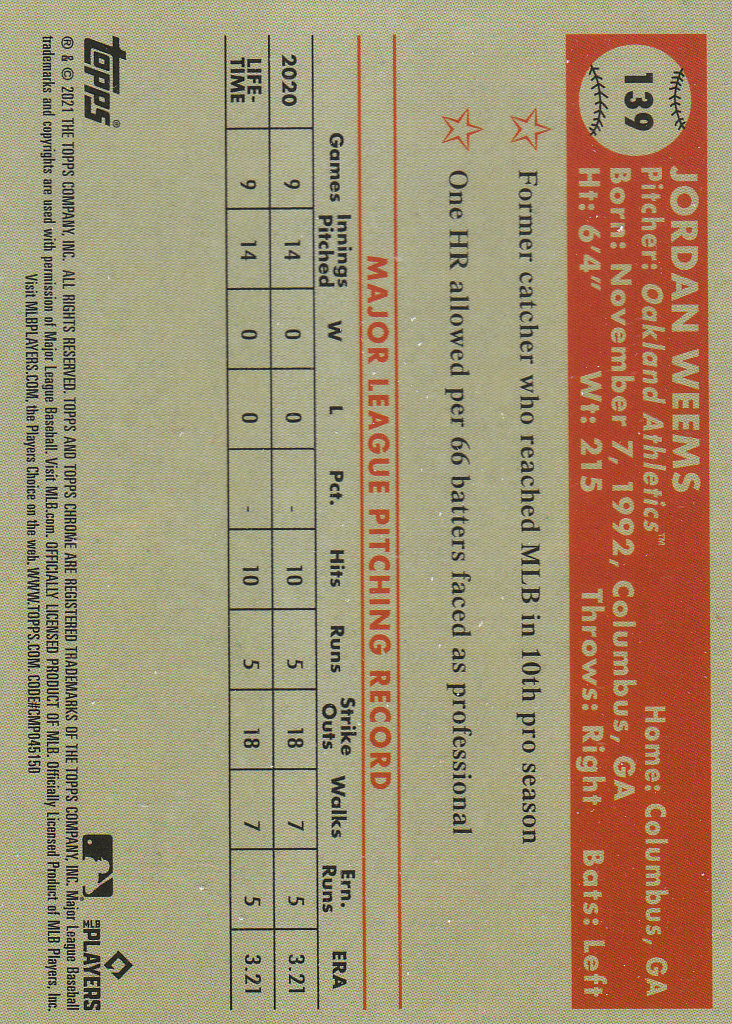 139
JORDAN WEEMS
Pitcher: Oakland Athletics™ Home: Columbus, GA
Born: November 7, 1992, Columbus, GA
Ht: 6'4" Wt: 215 Throws: Right Bats: Left
Former catcher who reached MLB in 10th pro season
One HR allowed per 66 batters faced as professional
MAJOR LEAGUE PITCHING RECORD
Games Innings Pitched W L Pct. Hits Runs Strike Outs Walks Ern. Runs ERA
2020 9 14 0 0 - 10 5 18 7 5 3.21
LIFE-TIME 9 14 0 0 - 10 5 18 7 5 3.21
topps®
® & © 2021 THE TOPPS COMPANY, INC. ALL RIGHTS RESERVED. TOPPS AND TOPPS CHROME ARE REGISTERED TRADEMARKS OF THE TOPPS COMPANY, INC. Major League Baseball
trademarks and copyrights are used with permission of Major League Baseball. Visit MLB.com. OFFICIALLY LICENSED PRODUCT OF MLB. Officially Licensed Product of MLB Players, Inc.
Visit MLBPLAYERS.COM, the Players Choice on the web. WWW.TOPPS.COM. CODE#CMP045150
MLB PLAYERS